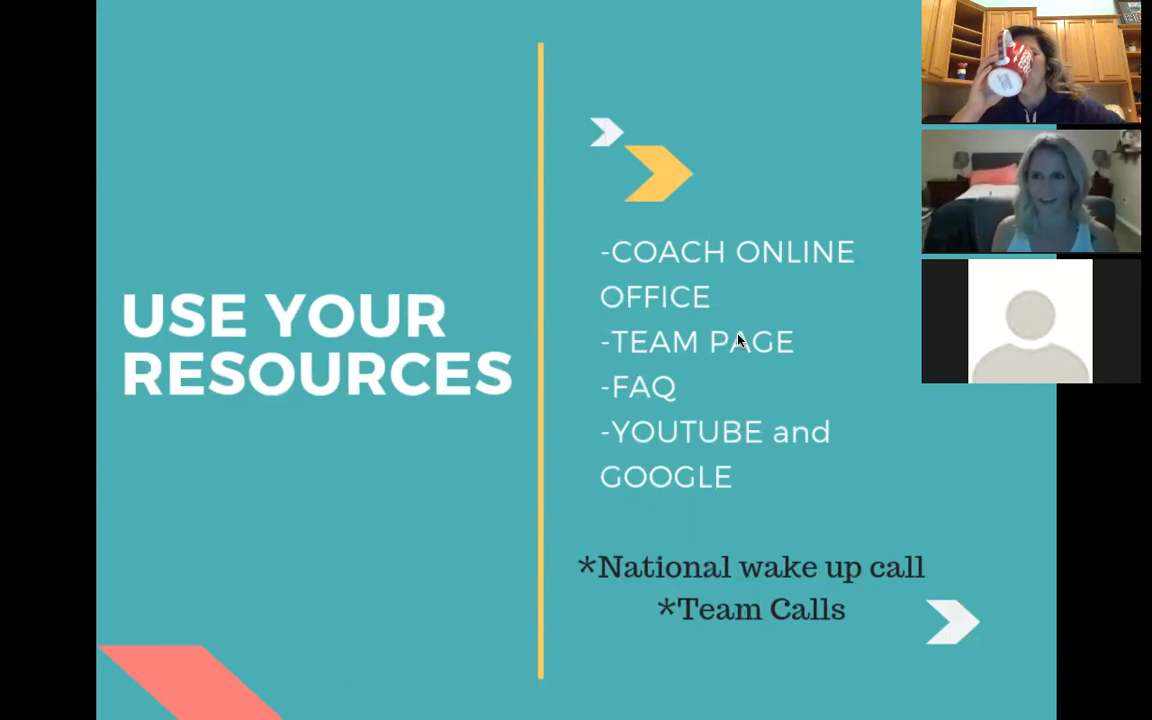 USE YOUR
RESOURCES
-COACH ONLINE
OFFICE
-TEAM PAGE
-FAQ
-YOUTUBE and
GOOGLE
*National wake up call
*Team Calls